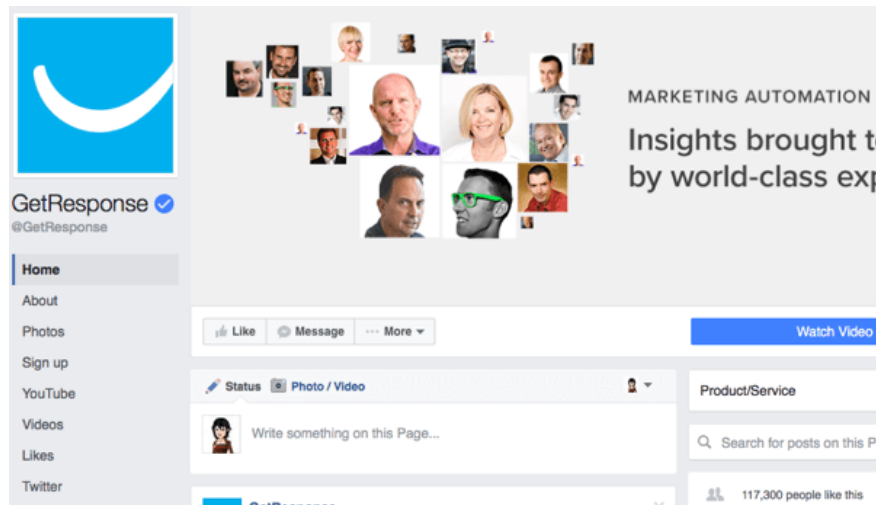 MARKETING AUTOMATION
Insights brought t
by world-class exp
GetResponse
@GetResponse
Home
About
Photos
Sign up
YouTube
Videos
Likes
Twitter
Like
Message
More
Watch Video
Status
Photo / Video
Write something on this Page...
Product/Service
Search for posts on this P
117,300 people like this
GetResponse